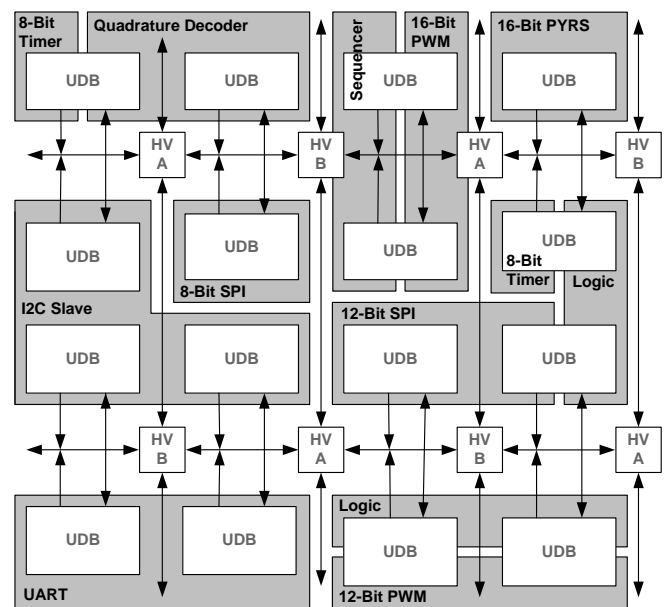 8-Bit
Timer
Quadrature Decoder
Sequencer
16-Bit
PWM
16-Bit PYRS
UDB
UDB
UDB
UDB
HV
A
HV
B
HV
A
HV
B
UDB
UDB
UDB
UDB
8-Bit SPI
8-Bit
Timer
Logic
I2C Slave
12-Bit SPI
UDB
UDB
UDB
UDB
HV
B
HV
A
HV
B
HV
A
Logic
UDB
UDB
UDB
UDB
UART
12-Bit PWM